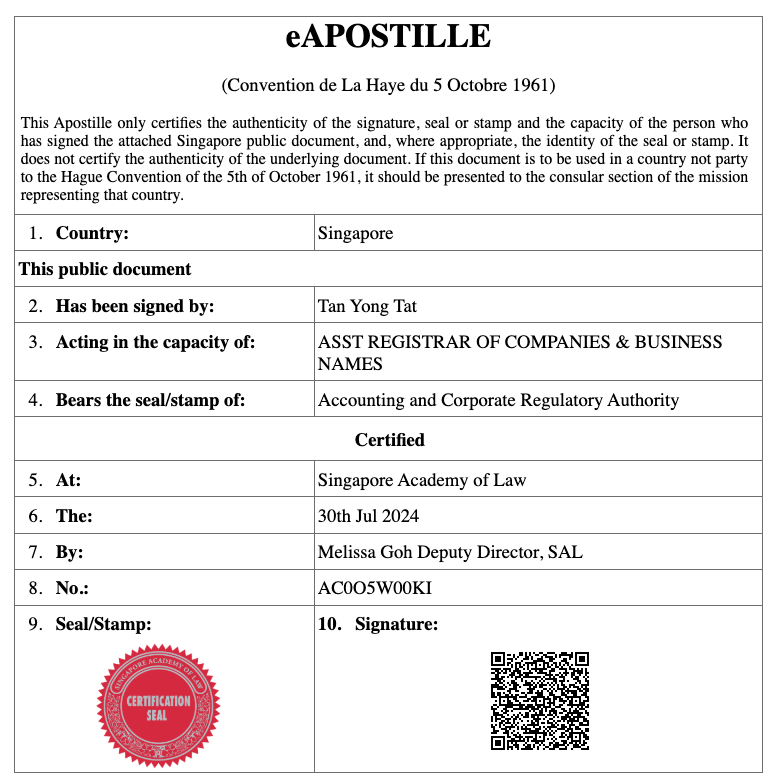 eAPOSTILLE
(Convention de La Haye du 5 Octobre 1961)
This Apostille only certifies the authenticity of the signature, seal or stamp and the capacity of the person who
has signed the attached Singapore public document, and, where appropriate, the identity of the seal or stamp. It
does not certify the authenticity of the underlying document. If this document is to be used in a country not party
to the Hague Convention of the 5th of October 1961, it should be presented to the consular section of the mission
representing that country.
1. Country: Singapore
This public document
2. Has been signed by: Tan Yong Tat
3. Acting in the capacity of: ASST REGISTRAR OF COMPANIES & BUSINESS
NAMES
4. Bears the seal/stamp of: Accounting and Corporate Regulatory Authority
Certified
5. At: Singapore Academy of Law
6. The: 30th Jul 2024
7. By: Melissa Goh Deputy Director, SAL
8. No.: AC0O5W00KI
9. Seal/Stamp: 10. Signature:
SINGAPORE ACADEMY OF LAW
CERTIFICATION
SEAL